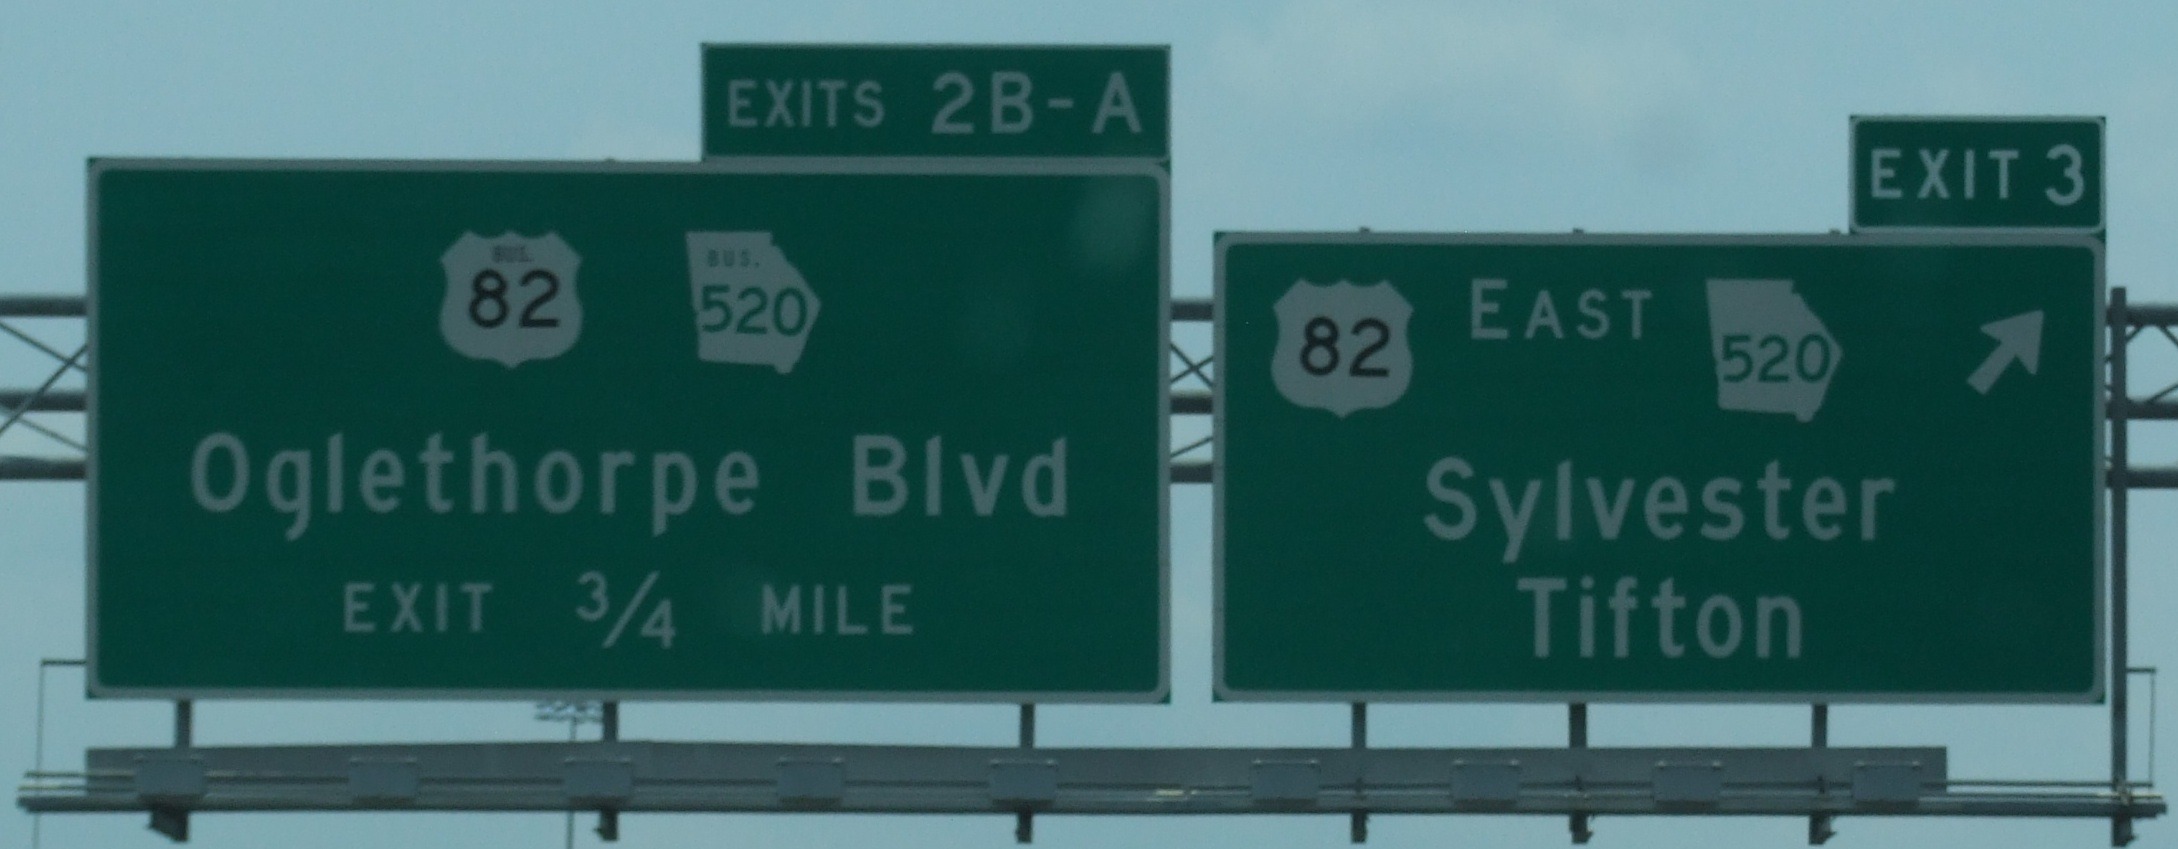 EXITS 2B-A
BUS. 82 BUS. 520
Oglethorpe Blvd
EXIT 3/4 MILE
EXIT 3
82 EAST 520
Sylvester
Tifton